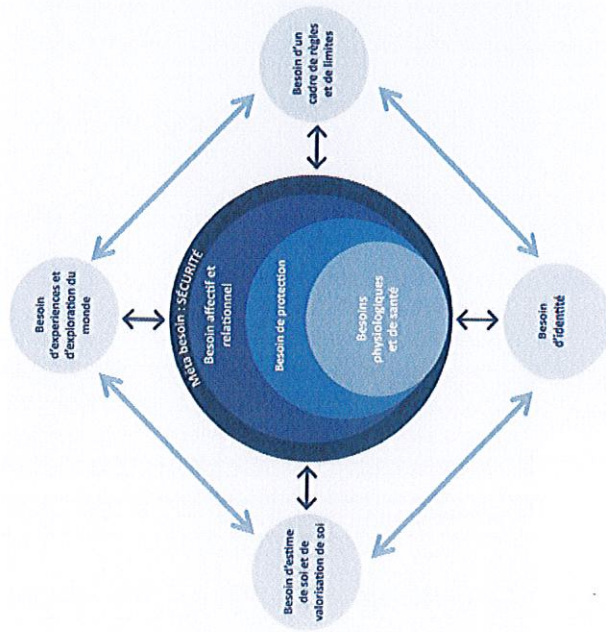 Besoin
d'experiences et
d'exploration du
monde
Besoin d'estime
de soi et de
valorisation de soi
Méta besoin : SÉCURITÉ
Besoin affectif et
relationnel
Besoin de protection
Besoins
physiologiques
et de santé
Besoin d'un
cadre de règles
et de limites
Besoin
d'identité